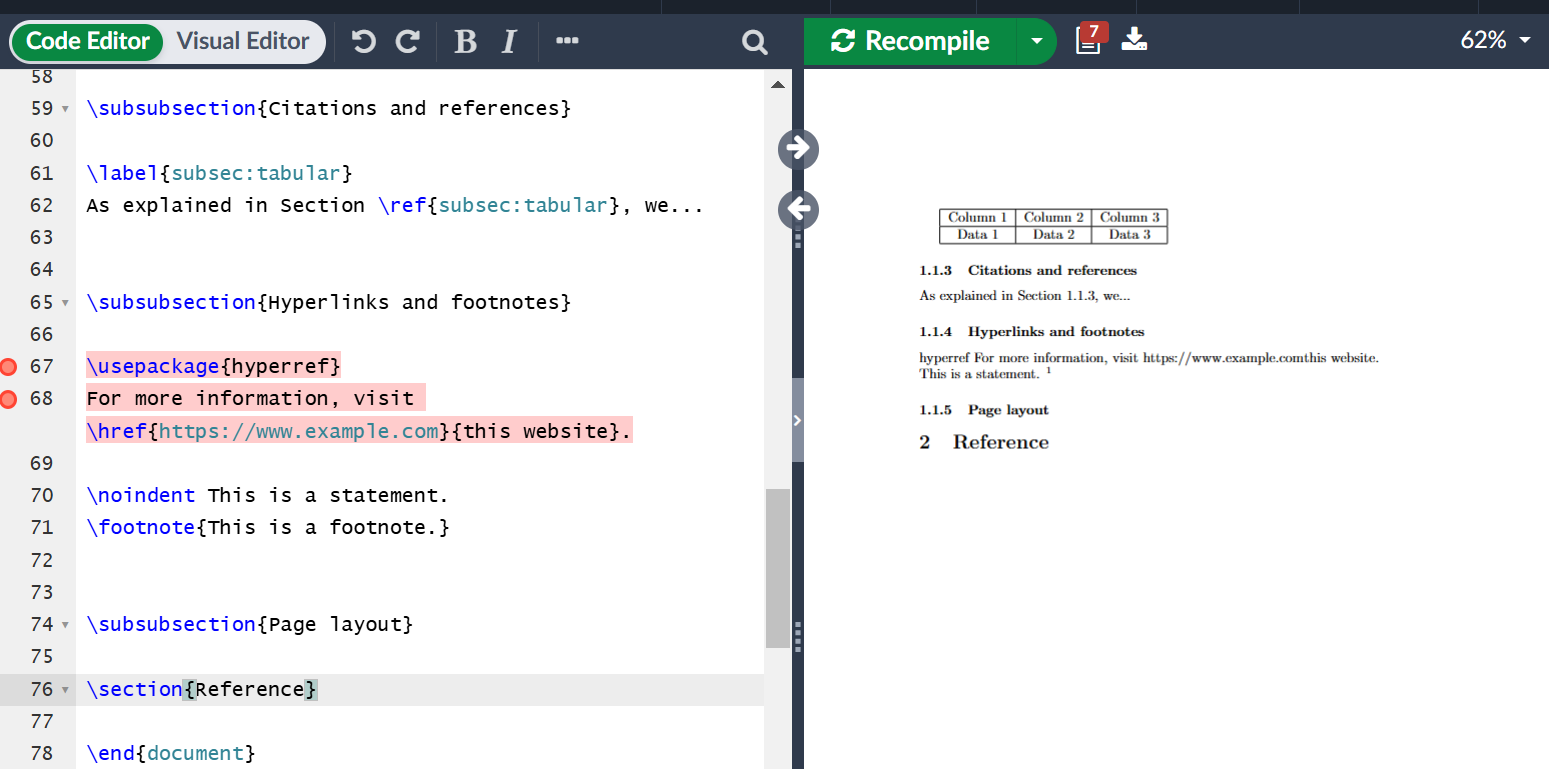 Code Editor Visual Editor B I Recompile 7 62%
58
59 \subsubsection{Citations and references}
60
61 \label{subsec:tabular}
62 As explained in Section \ref{subsec:tabular}, we...
63
64
65 \subsubsection{Hyperlinks and footnotes}
66
67 \usepackage{hyperref}
68 For more information, visit
\href{https://www.example.com}{this website}.
69
70 \noindent This is a statement.
71 \footnote{This is a footnote.}
72
73
74 \subsubsection{Page layout}
75
76 \section{Reference}
77
78 \end{document}
Column 1 Column 2 Column 3
Data 1 Data 2 Data 3
1.1.3 Citations and references
As explained in Section 1.1.3, we...
1.1.4 Hyperlinks and footnotes
hyperref For more information, visit https://www.example.comthis website.
This is a statement. 1
1.1.5 Page layout
2 Reference